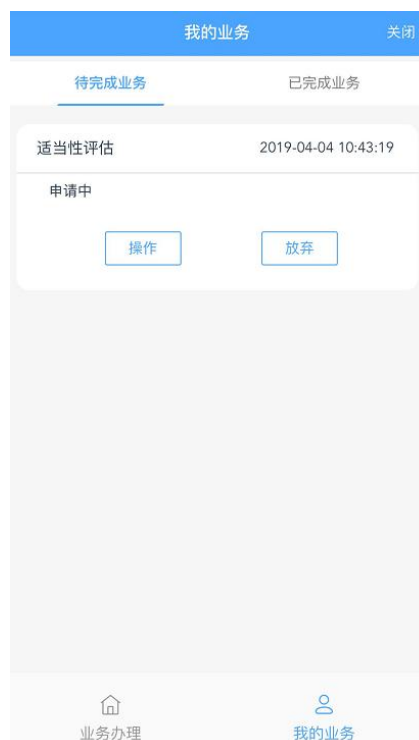 我的业务 关闭
待完成业务 已完成业务
适当性评估 2019-04-04 10:43:19
申请中
操作 放弃
业务办理 我的业务